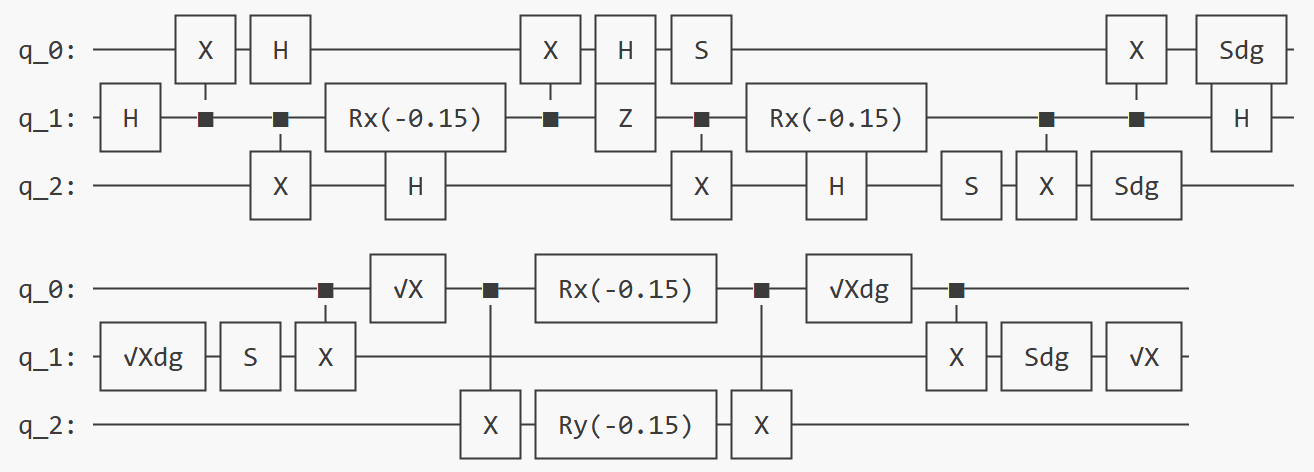 q_0: X H X H S X Sdg
q_1: H Rx(-0.15) Z Rx(-0.15) H
q_2: X H X H S X Sdg
q_0: √X Rx(-0.15) √Xdg
q_1: √Xdg S X X Sdg √X
q_2: X Ry(-0.15) X